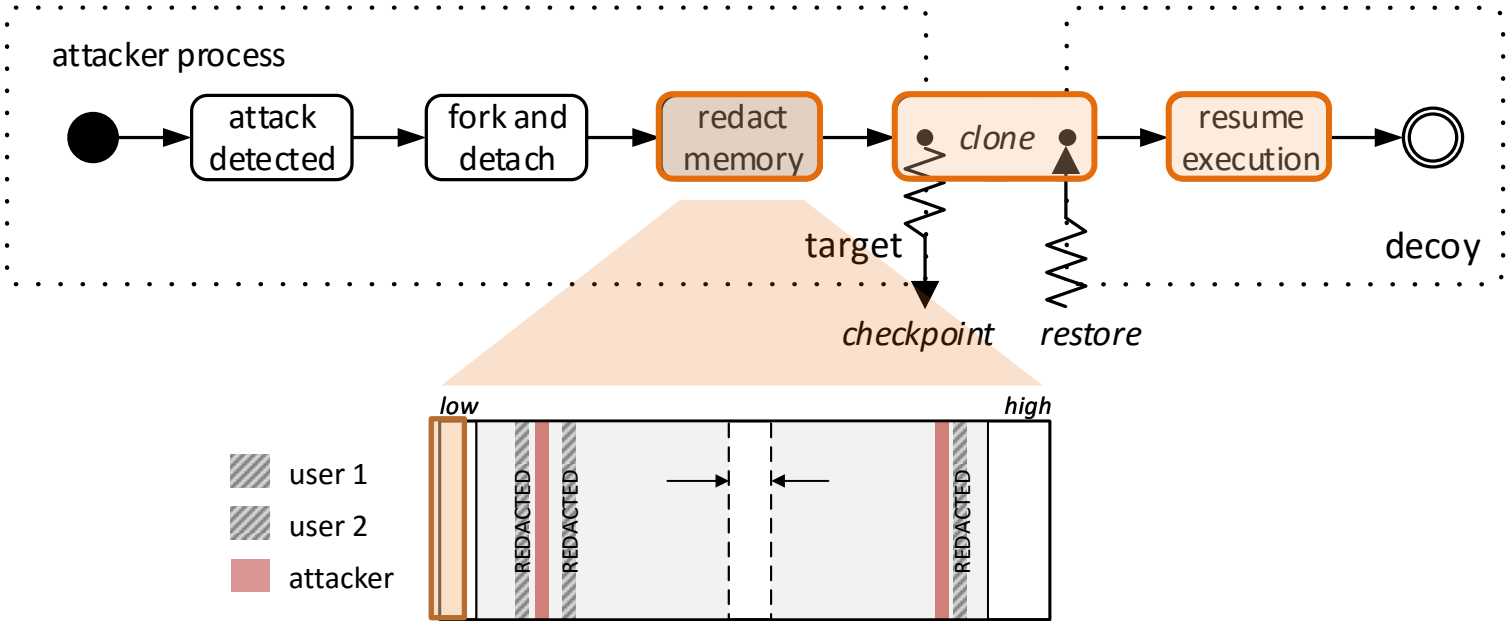 attacker process
attack
detected
fork and
detach
redact
memory
clone
resume
execution
target
decoy
checkpoint
restore
low
high
user 1
user 2
attacker
REDACTED
REDACTED
REDACTED